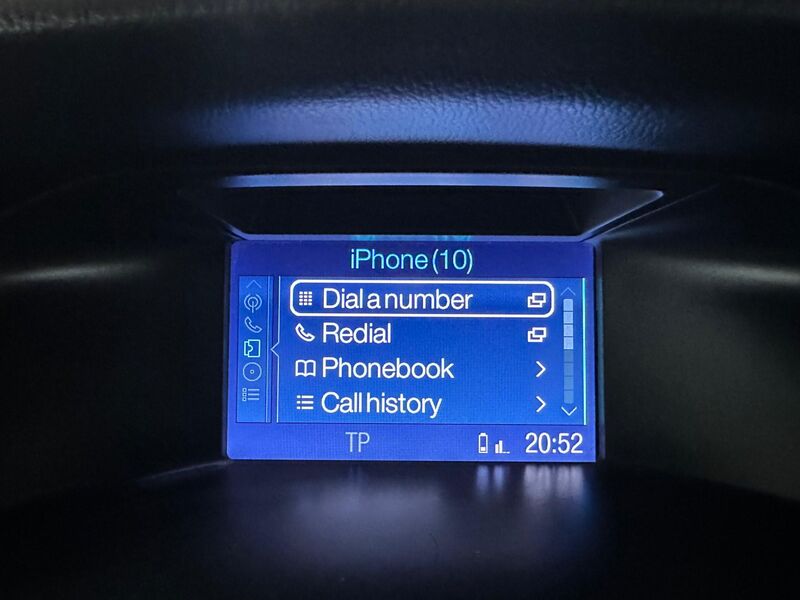 iPhone (10)
Dial a number
Redial
Phonebook
Call history
TP 20:52